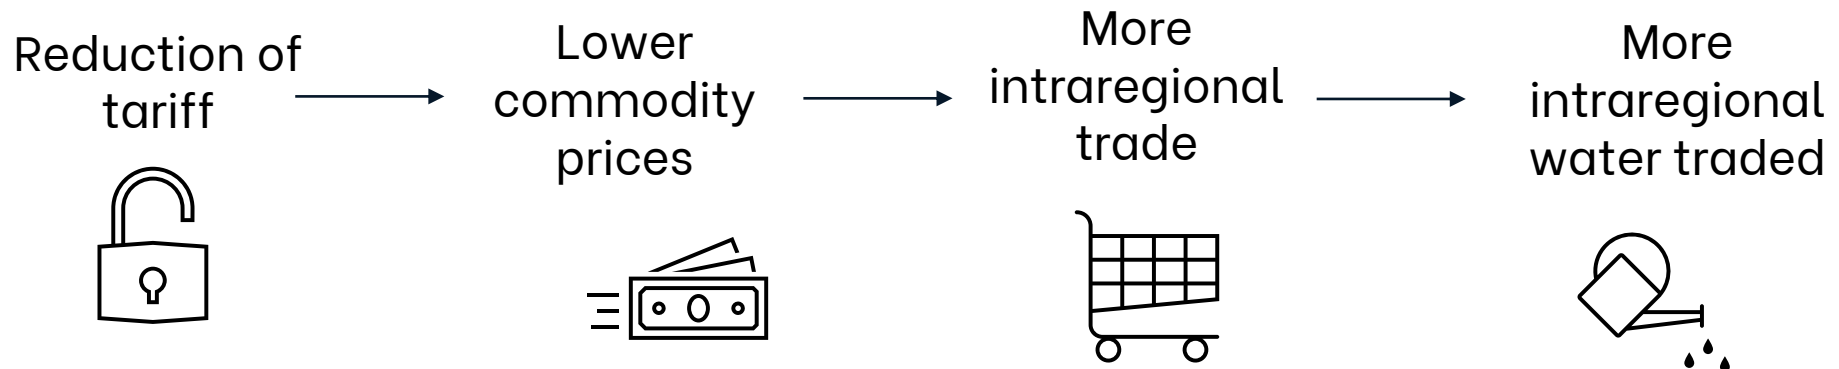 Reduction of
tariff
Lower
commodity
prices
More
intraregional
trade
More
intraregional
water traded